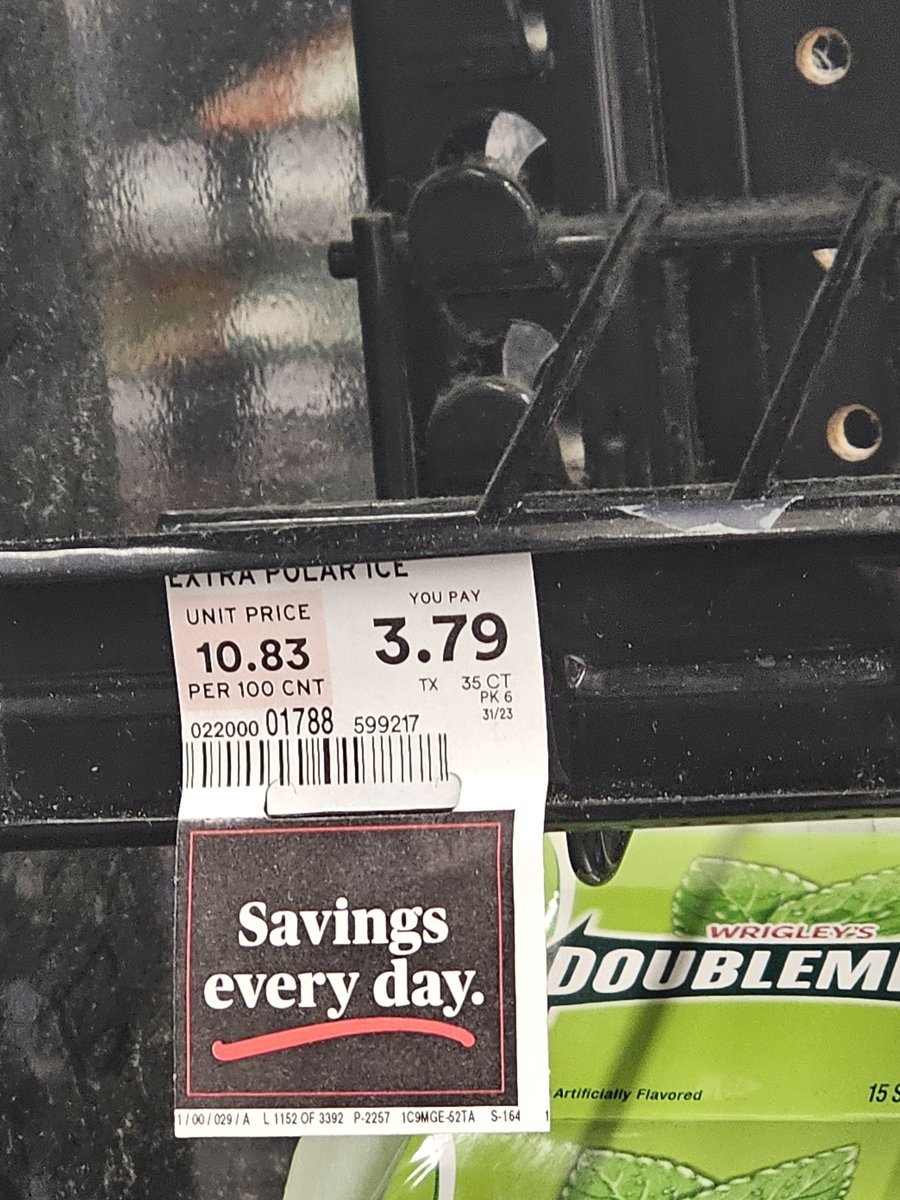 EXTRA POLAR ICE
UNIT PRICE
10.83
PER 100 CNT
YOU PAY
3.79
TX 35 CT
PK 6
31/23
022000 01788 599217
Savings
every day.
1/00/029/A L 1152 OF 3392 P-2257 1C9MGE-52TA S-164 1
WRIGLEY'S
DOUBLEM
Artificially Flavored
15 S